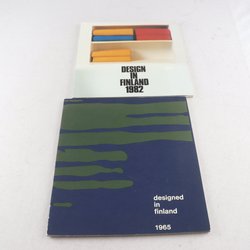 DESIGN
IN
FINLAND
1982
designed
in
finland
1965